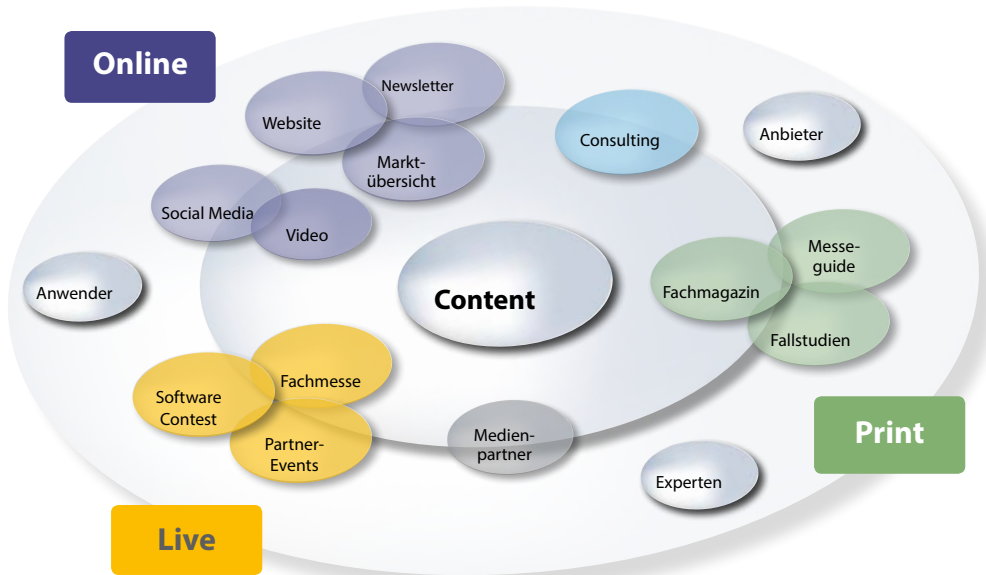 Online
Newsletter
Website
Markt-
übersicht
Consulting
Anbieter
Social Media
Video
Messe-
guide
Anwender
Content
Fachmagazin
Fallstudien
Fachmesse
Software
Contest
Partner-
Events
Medien-
partner
Print
Experten
Live